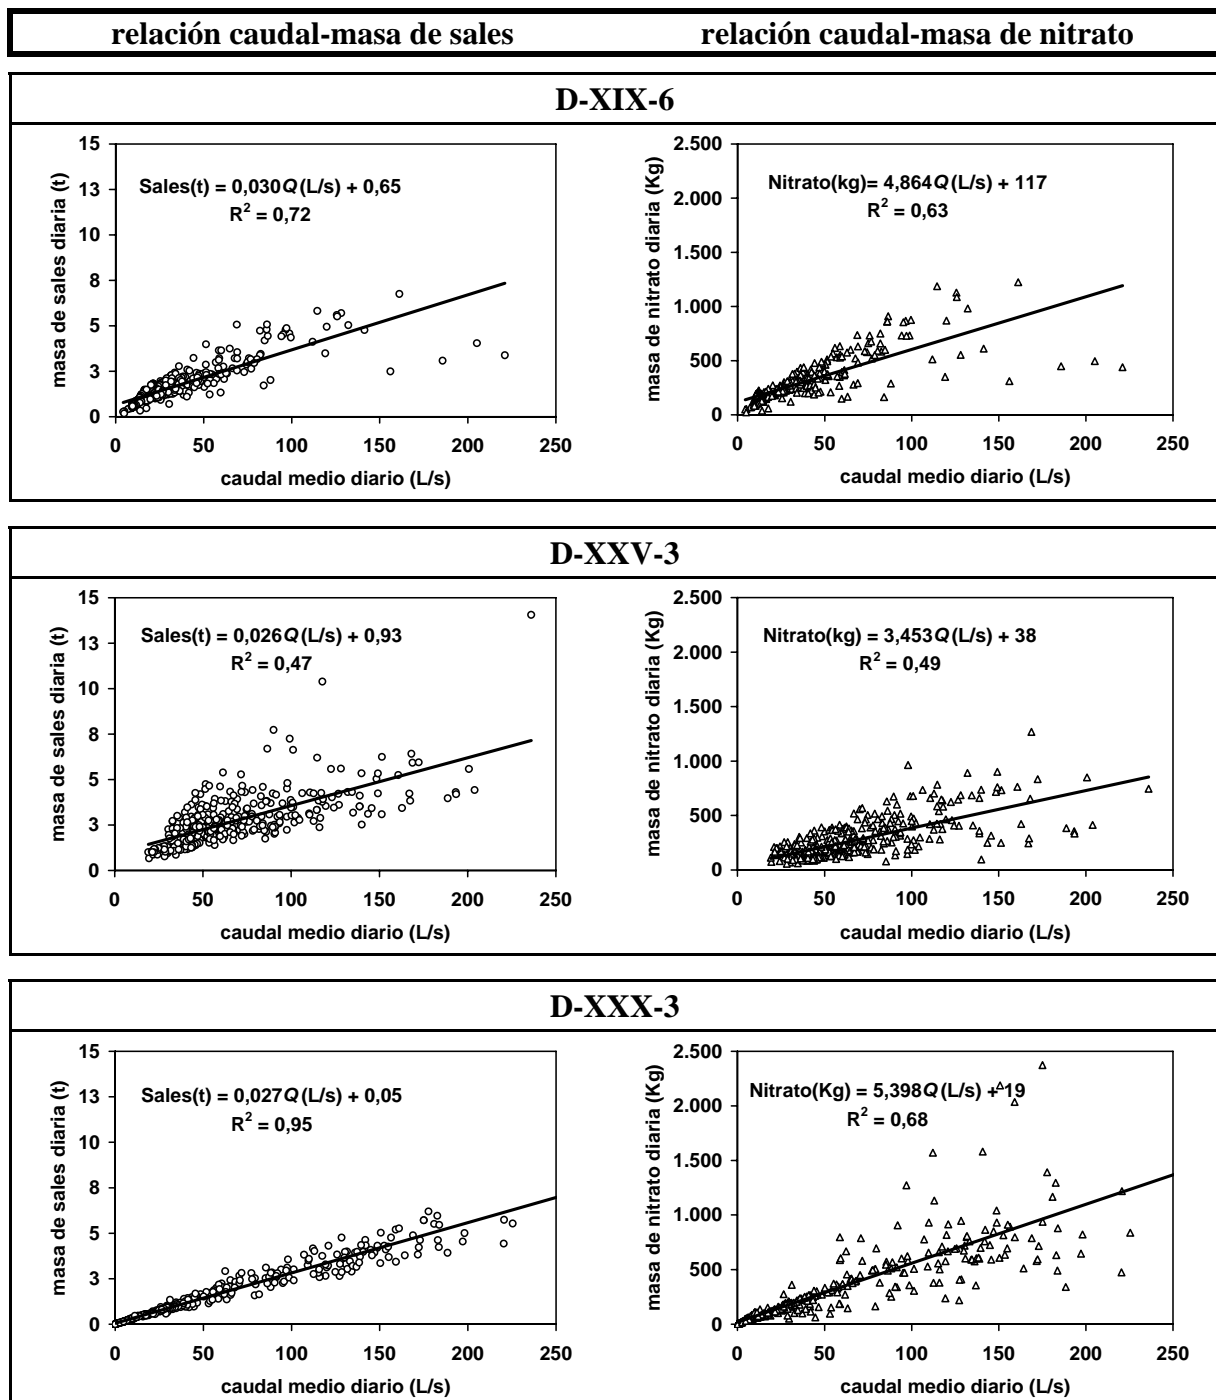 relación caudal-masa de sales relación caudal-masa de nitrato
D-XIX-6
masa de sales diaria (t)
15
13
10
8
5
3
0
Sales(t) = 0,030Q(L/s) + 0,65
R² = 0,72
0 50 100 150 200 250
caudal medio diario (L/s)
masa de nitrato diaria (Kg)
2.500
2.000
1.500
1.000
500
0
Nitrato(kg)= 4,864Q(L/s) + 117
R² = 0,63
0 50 100 150 200 250
caudal medio diario (L/s)
D-XXV-3
masa de sales diaria (t)
15
13
10
8
5
3
0
Sales(t) = 0,026Q(L/s) + 0,93
R² = 0,47
0 50 100 150 200 250
caudal medio diario (L/s)
masa de nitrato diaria (Kg)
2.500
2.000
1.500
1.000
500
0
Nitrato(kg) = 3,453Q(L/s) + 38
R² = 0,49
0 50 100 150 200 250
caudal medio diario (L/s)
D-XXX-3
masa de sales diaria (t)
15
13
10
8
5
3
0
Sales(t) = 0,027Q(L/s) + 0,05
R² = 0,95
0 50 100 150 200 250
caudal medio diario (L/s)
masa de nitrato diaria (Kg)
2.500
2.000
1.500
1.000
500
0
Nitrato(Kg) = 5,398Q(L/s) + 19
R² = 0,68
0 50 100 150 200 250
caudal medio diario (L/s)